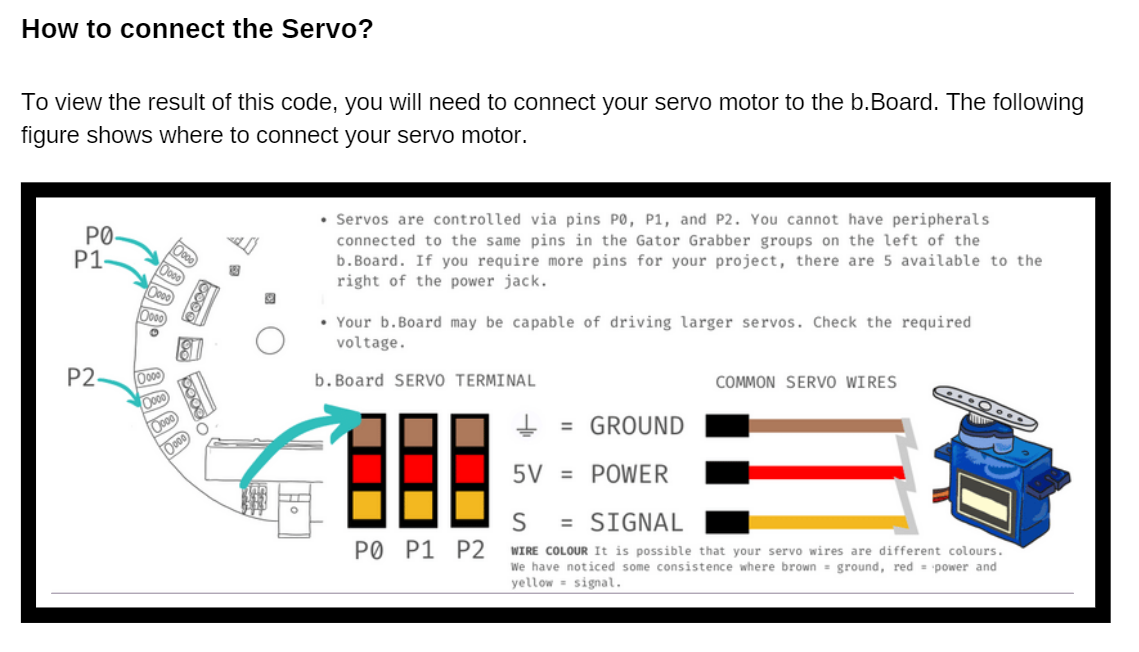 How to connect the Servo?
To view the result of this code, you will need to connect your servo motor to the b.Board. The following
figure shows where to connect your servo motor.
P0
P1
P2
• Servos are controlled via pins P0, P1, and P2. You cannot have peripherals
connected to the same pins in the Gator Grabber groups on the left of the
b.Board. If you require more pins for your project, there are 5 available to the
right of the power jack.
• Your b.Board may be capable of driving larger servos. Check the required
voltage.
b.Board SERVO TERMINAL
COMMON SERVO WIRES
= GROUND
5V = POWER
S = SIGNAL
P0 P1 P2
WIRE COLOUR It is possible that your servo wires are different colours.
We have noticed some consistence where brown = ground, red = power and
yellow = signal.